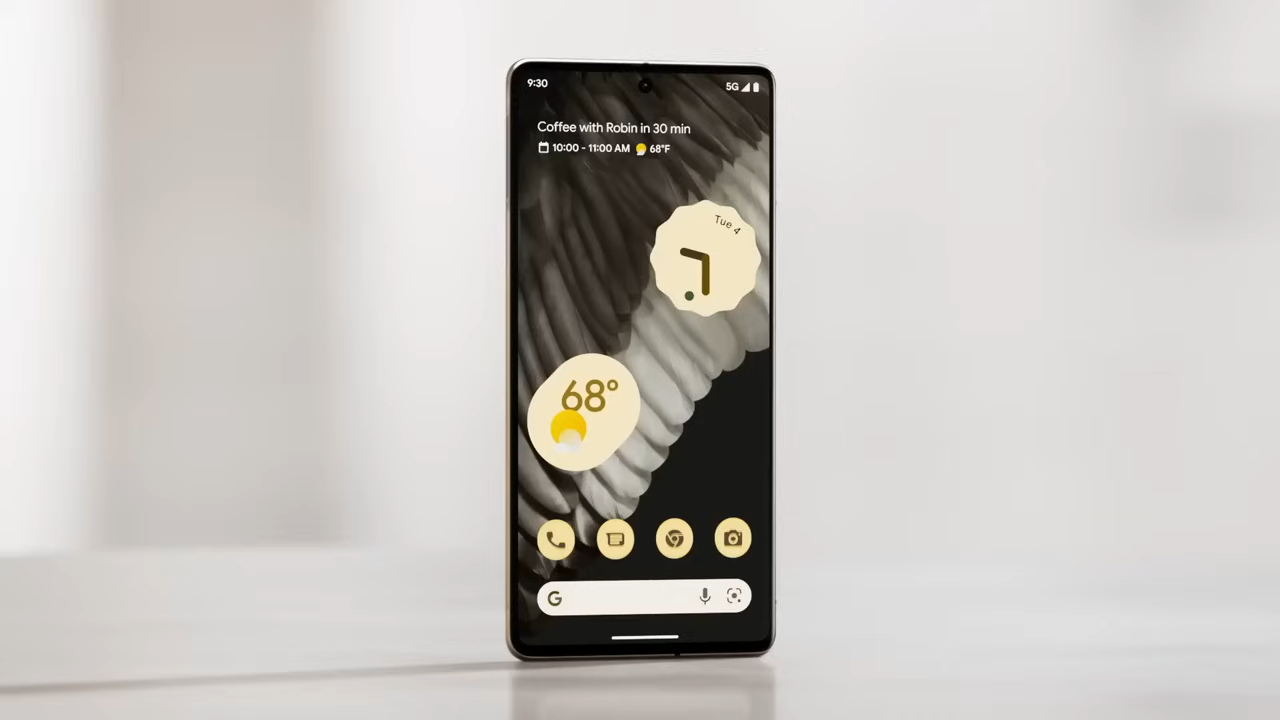 9:30
5G
Coffee with Robin in 30 min
10:00 - 11:00 AM 68°F
Tue 4
68°
G